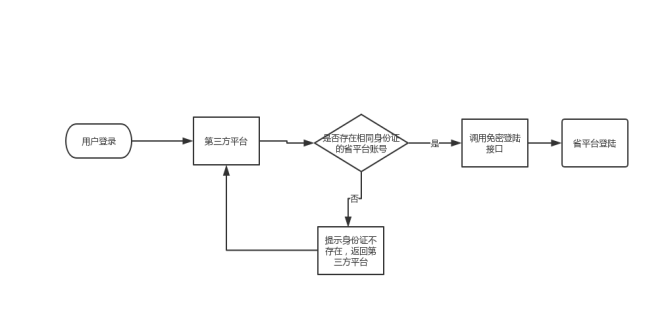 用户登录
第三方平台
是否存在相同身份证
的省平台账号
是
调用免密登陆
接口
省平台登陆
否
提示身份证不
存在，返回第
三方平台